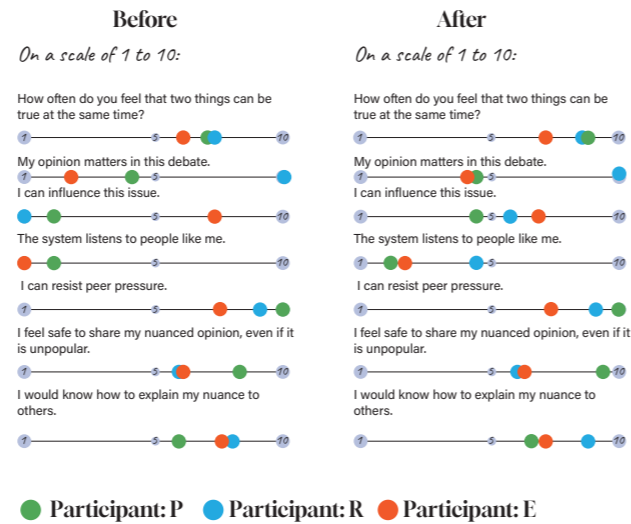 Before
On a scale of 1 to 10:
How often do you feel that two things can be
true at the same time?
1 5 10
My opinion matters in this debate.
1 5
I can influence this issue.
5 10
The system listens to people like me.
5 10
I can resist peer pressure.
1 5
I feel safe to share my nuanced opinion, even if it
is unpopular.
1 5 10
I would know how to explain my nuance to
others.
1 5 10
After
On a scale of 1 to 10:
How often do you feel that two things can be
true at the same time?
1 5 10
My opinion matters in this debate.
1 5
I can influence this issue.
1 5 10
The system listens to people like me.
1 5 10
I can resist peer pressure.
1 5
I feel safe to share my nuanced opinion, even if it
is unpopular.
1 5 10
I would know how to explain my nuance to
others.
1 5 10
Participant: P Participant: R Participant: E